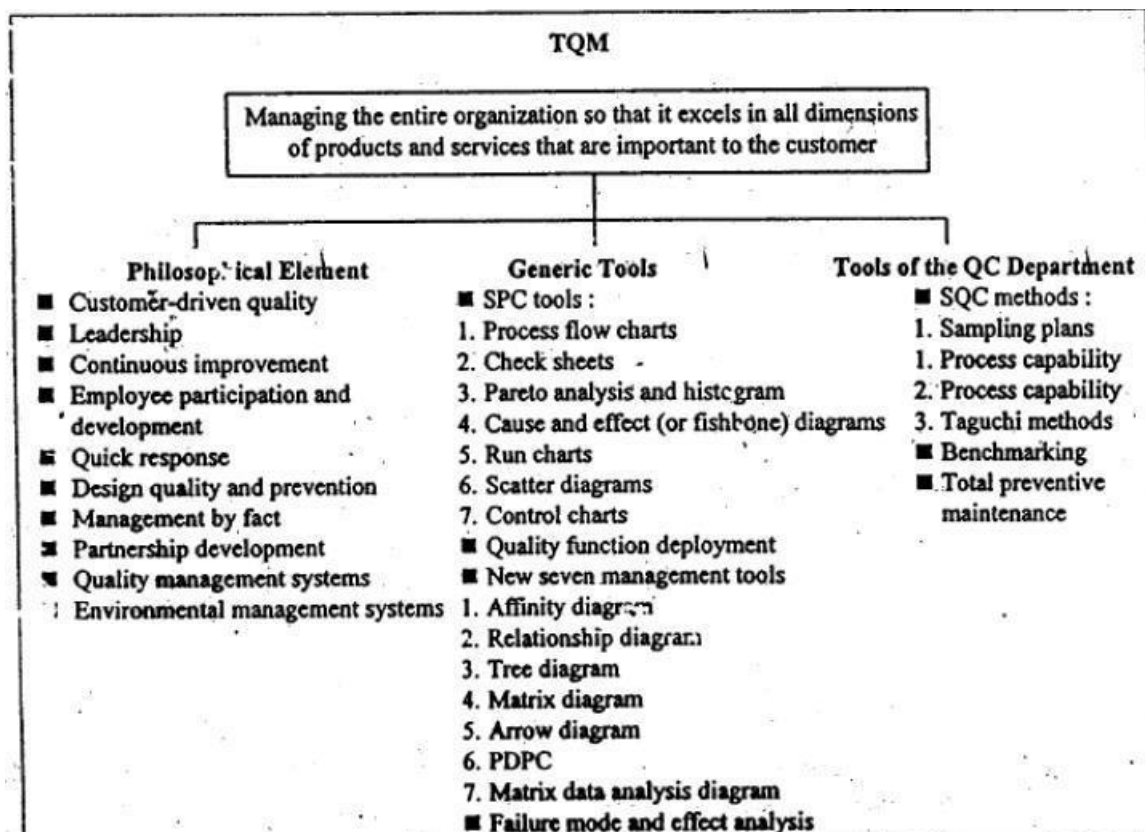 TQM
Managing the entire organization so that it excels in all dimensions
of products and services that are important to the customer
Philosophical Element
■ Customer-driven quality
■ Leadership
■ Continuous improvement
■ Employee participation and
development
■ Quick response
■ Design quality and prevention
■ Management by fact
■ Partnership development
■ Quality management systems
Environmental management systems
Generic Tools
■ SPC tools :
1. Process flow charts
2. Check sheets
3. Pareto analysis and histogram
4. Cause and effect (or fishbone) diagrams
5. Run charts
6. Scatter diagrams
7. Control charts
■ Quality function deployment
■ New seven management tools
1. Affinity diagram
2. Relationship diagram
3. Tree diagram
4. Matrix diagram
5. Arrow diagram
6. PDPC
7. Matrix data analysis diagram
■ Failure mode and effect analysis
Tools of the QC Department
■ SQC methods :
1. Sampling plans
1. Process capability
2. Process capability
3. Taguchi methods
■ Benchmarking
■ Total preventive
maintenance